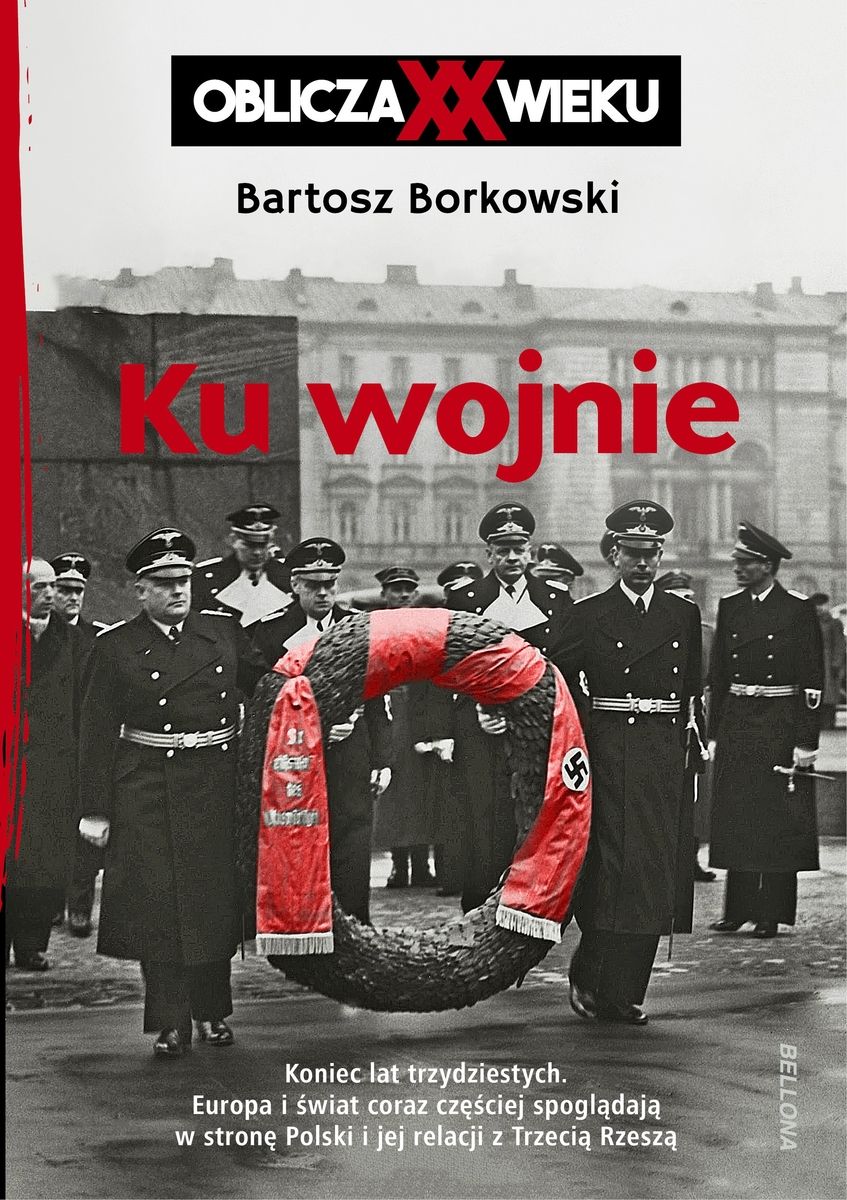 OBLICZA XX WIEKU
Bartosz Borkowski
Ku wojnie
Koniec lat trzydziestych.
Europa i świat coraz częściej spoglądają
w stronę Polski i jej relacji z Trzecią Rzeszą
BELLONA